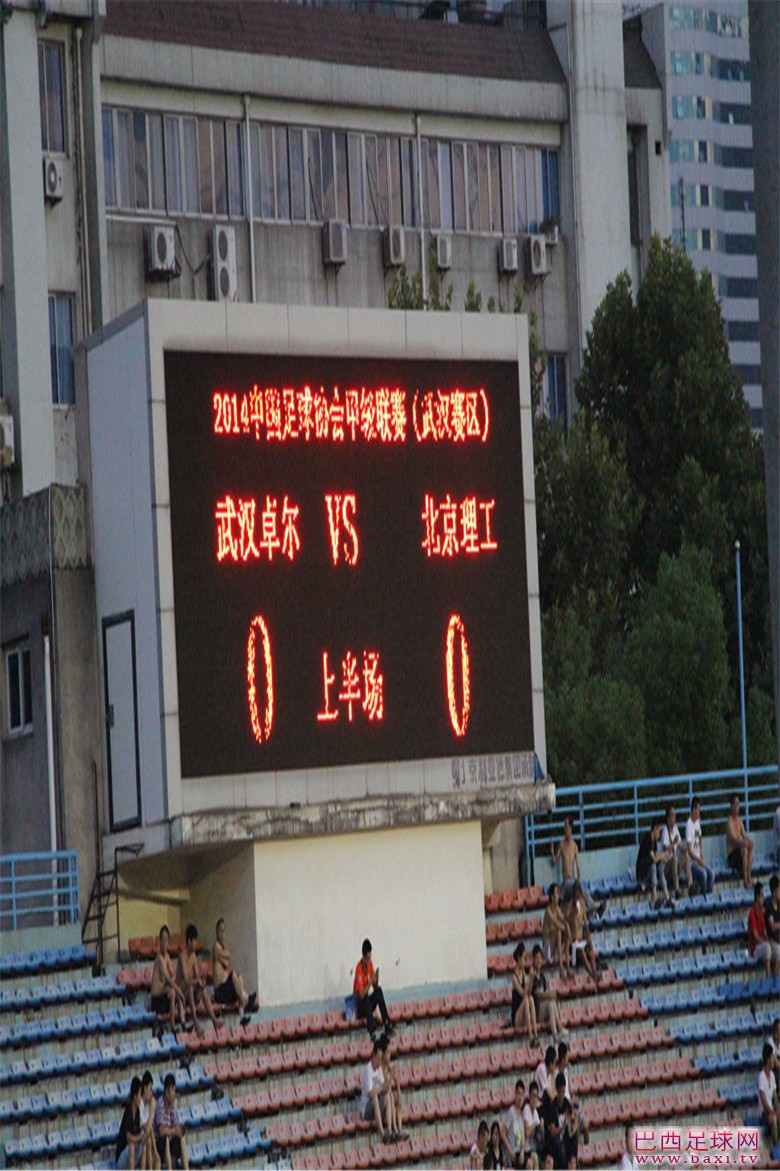 2014中国足球协会甲级联赛(武汉赛区)
武汉卓尔 VS 北京理工
0 上半场 0
巴西足球网
www.baxi.tv